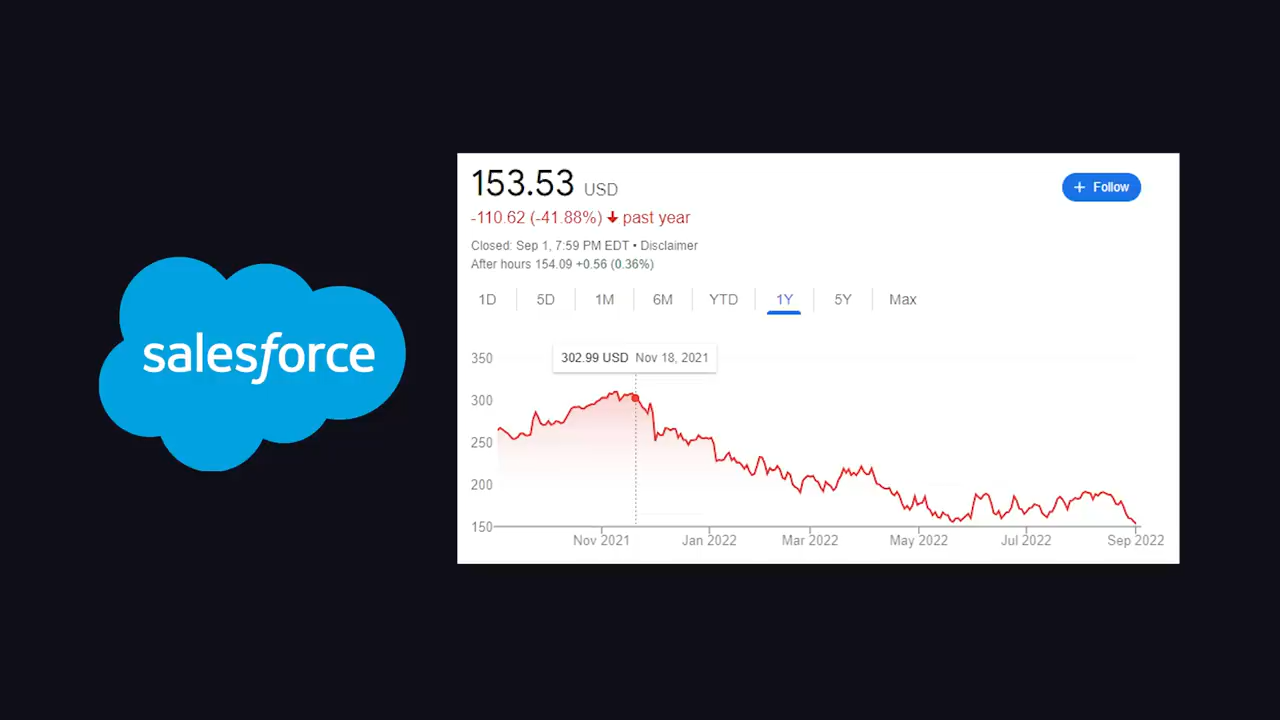 salesforce
153.53 USD
-110.62 (-41.88%) ↓ past year
Closed: Sep 1, 7:59 PM EDT • Disclaimer
After hours 154.09 +0.56 (0.36%)
+ Follow
1D 5D 1M 6M YTD 1Y 5Y Max
302.99 USD Nov 18, 2021
350
300
250
200
150
Nov 2021 Jan 2022 Mar 2022 May 2022 Jul 2022 Sep 2022